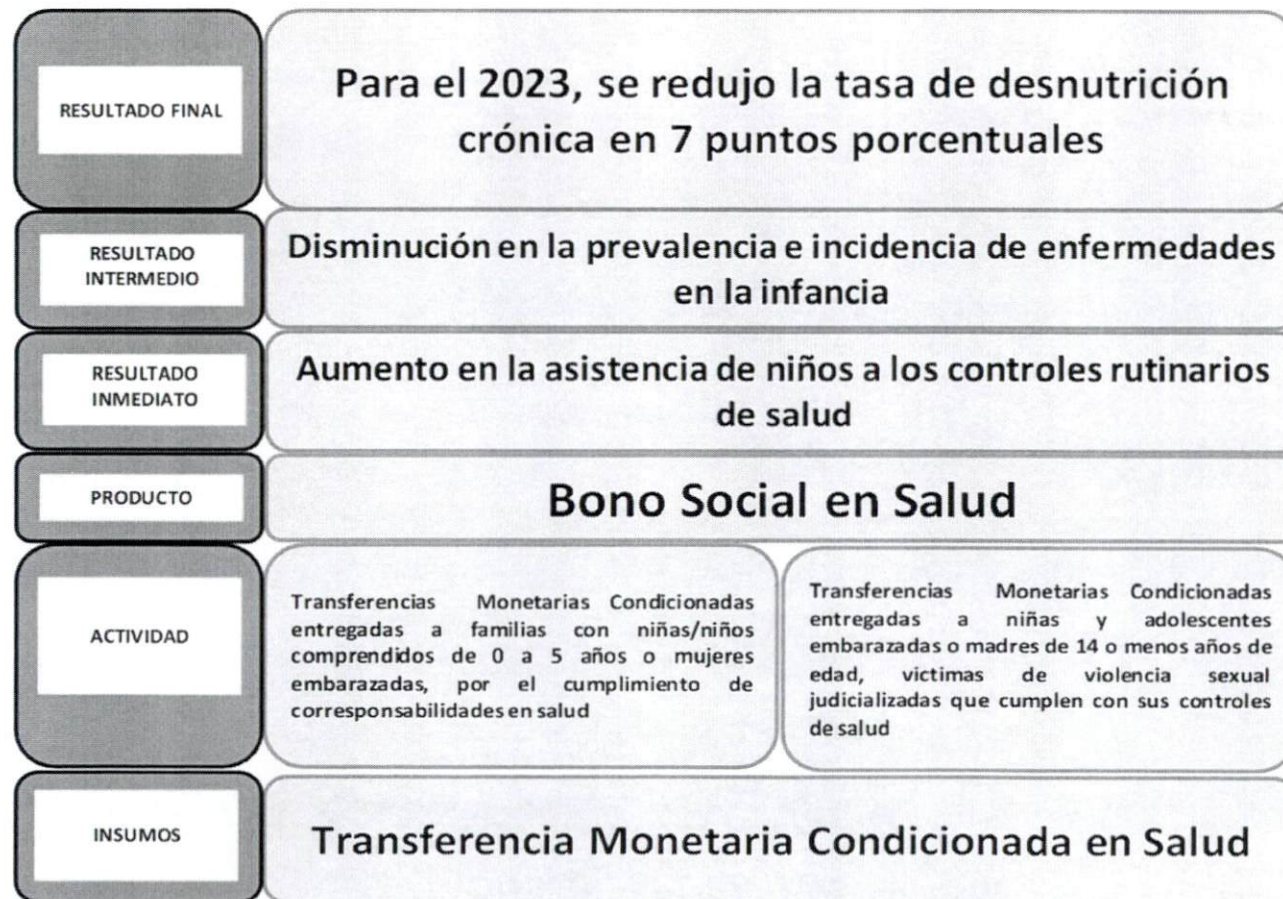 RESULTADO FINAL
Para el 2023, se redujo la tasa de desnutrición
crónica en 7 puntos porcentuales
RESULTADO
INTERMEDIO
Disminución en la prevalencia e incidencia de enfermedades
en la infancia
RESULTADO
INMEDIATO
Aumento en la asistencia de niños a los controles rutinarios
de salud
PRODUCTO
Bono Social en Salud
ACTIVIDAD
Transferencias Monetarias Condicionadas
entregadas a familias con niñas/niños
comprendidos de 0 a 5 años o mujeres
embarazadas, por el cumplimiento de
corresponsabilidades en salud
Transferencias Monetarias Condicionadas
entregadas a niñas y adolescentes
embarazadas o madres de 14 o menos años de
edad, victimas de violencia sexual
judicializadas que cumplen con sus controles
de salud
INSUMOS
Transferencia Monetaria Condicionada en Salud